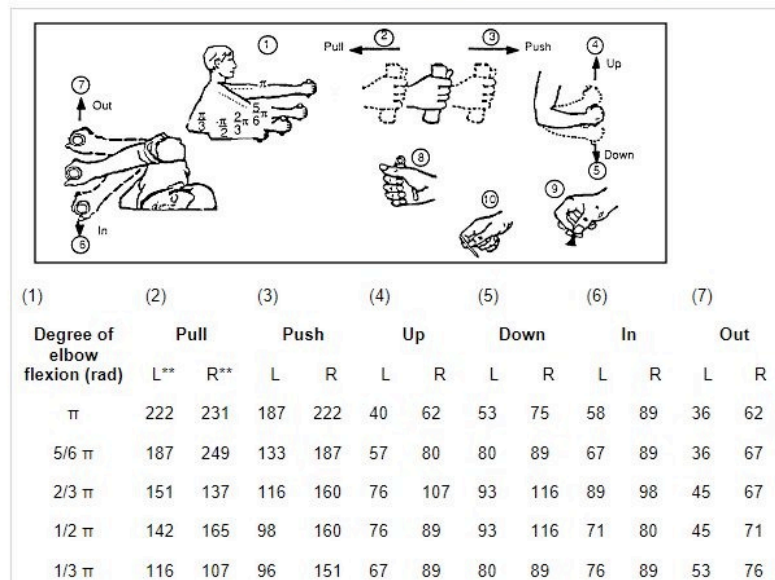 1
2
3
4
Pull
Push
Up
7
Out
π
π/3
π/2
2/3 π
5/6 π
Down
5
8
9
10
In
6
(1) (2) (3) (4) (5) (6) (7)
Degree of elbow flexion (rad) Pull Push Up Down In Out
L** R** L R L R L R L R L R
π 222 231 187 222 40 62 53 75 58 89 36 62
5/6 π 187 249 133 187 57 80 80 89 67 89 36 67
2/3 π 151 137 116 160 76 107 93 116 89 98 45 67
1/2 π 142 165 98 160 76 89 93 116 71 80 45 71
1/3 π 116 107 96 151 67 89 80 89 76 89 53 76